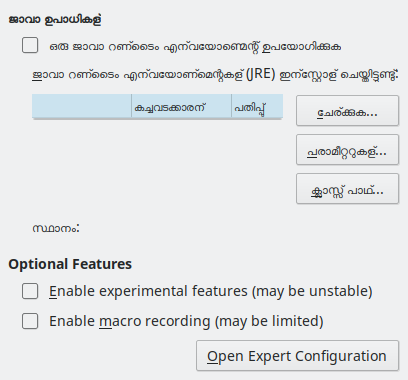 ജാവാ ഉപാധികള്
ഒരു ജാവാ റണ്ടൈം എന്വയോണ്മെന്റ് ഉപയോഗിക്കുക
ജാവാ റണ്ടൈം എന്വയോണ്മെന്റുകള് (JRE) ഇന്സ്റ്റോള് ചെയ്തിട്ടുണ്ടു്:
കച്ചവടക്കാരന് പതിപ്പു്
ചേര്ക്കുക...
പരാമീറ്ററുകള്...
ക്ലാസ്സ് പാഥ്...
സ്ഥാനം:
Optional Features
Enable experimental features (may be unstable)
Enable macro recording (may be limited)
Open Expert Configuration